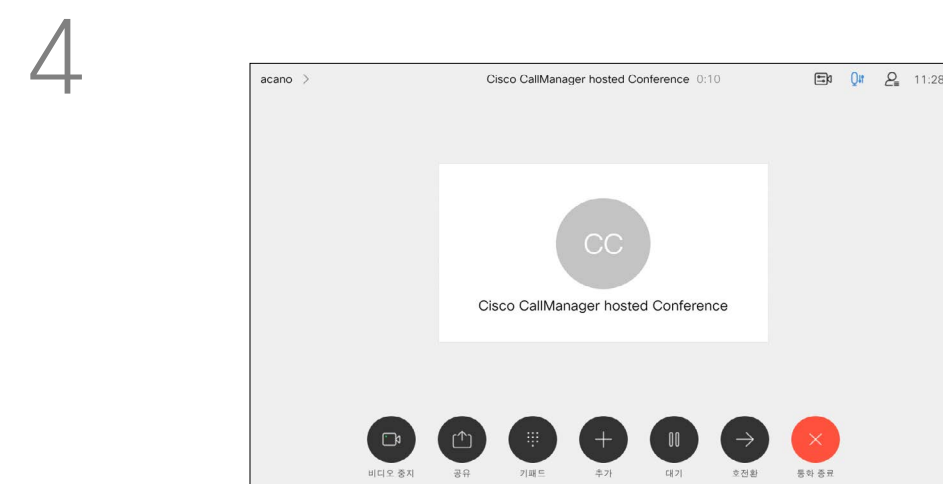 4
acano >
Cisco CallManager hosted Conference 0:10
11:28
CC
Cisco CallManager hosted Conference
비디오 중지 공유 키패드 추가 대기 호전환 통화 종료